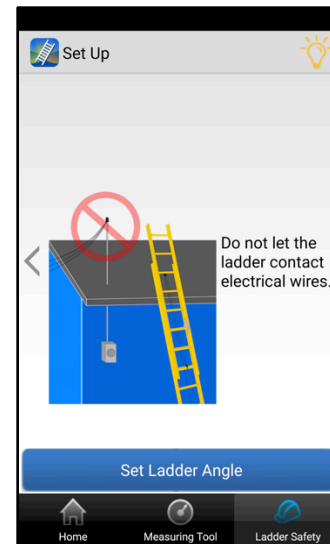 Set Up
Do not let the
ladder contact
electrical wires.
Set Ladder Angle
Home
Measuring Tool
Ladder Safety